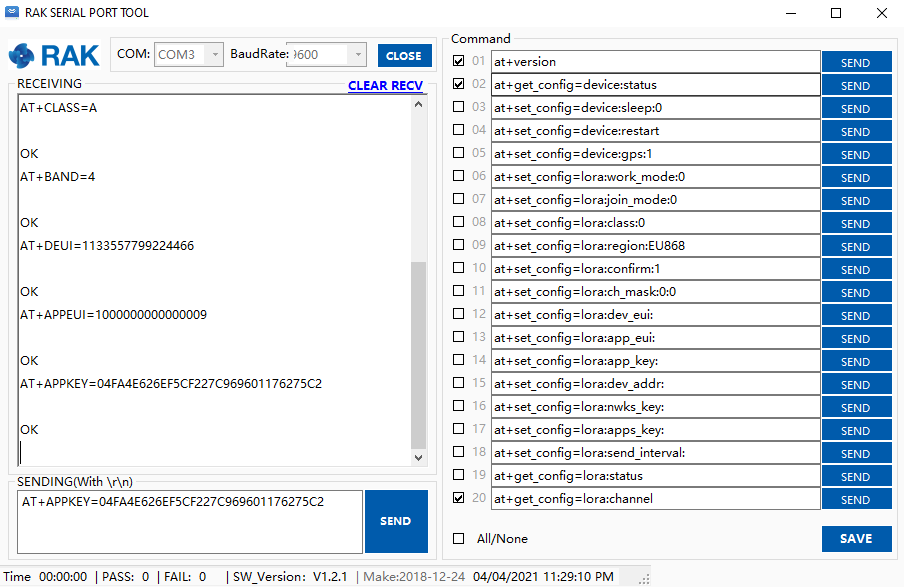 RAK SERIAL PORT TOOL
RAK
COM: COM3 BaudRate: 9600 CLOSE
RECEIVING
CLEAR RECV
AT+CLASS=A
OK
AT+BAND=4
OK
AT+DEUI=1133557799224466
OK
AT+APPEUI=1000000000000009
OK
AT+APPKEY=04FA4E626EF5CF227C969601176275C2
OK
SENDING(With \r\n)
AT+APPKEY=04FA4E626EF5CF227C969601176275C2
SEND
Command
01 at+version SEND
02 at+get_config=device:status SEND
03 at+set_config=device:sleep:0 SEND
04 at+set_config=device:restart SEND
05 at+set_config=device:gps:1 SEND
06 at+set_config=lora:work_mode:0 SEND
07 at+set_config=lora:join_mode:0 SEND
08 at+set_config=lora:class:0 SEND
09 at+set_config=lora:region:EU868 SEND
10 at+set_config=lora:confirm:1 SEND
11 at+set_config=lora:ch_mask:0:0 SEND
12 at+set_config=lora:dev_eui: SEND
13 at+set_config=lora:app_eui: SEND
14 at+set_config=lora:app_key: SEND
15 at+set_config=lora:dev_addr: SEND
16 at+set_config=lora:nwks_key: SEND
17 at+set_config=lora:apps_key: SEND
18 at+set_config=lora:send_interval: SEND
19 at+get_config=lora:status SEND
20 at+get_config=lora:channel SEND
All/None SAVE
Time 00:00:00 | PASS: 0 | FAIL: 0 | SW_Version: V1.2.1 | Make:2018-12-24 04/04/2021 11:29:10 PM